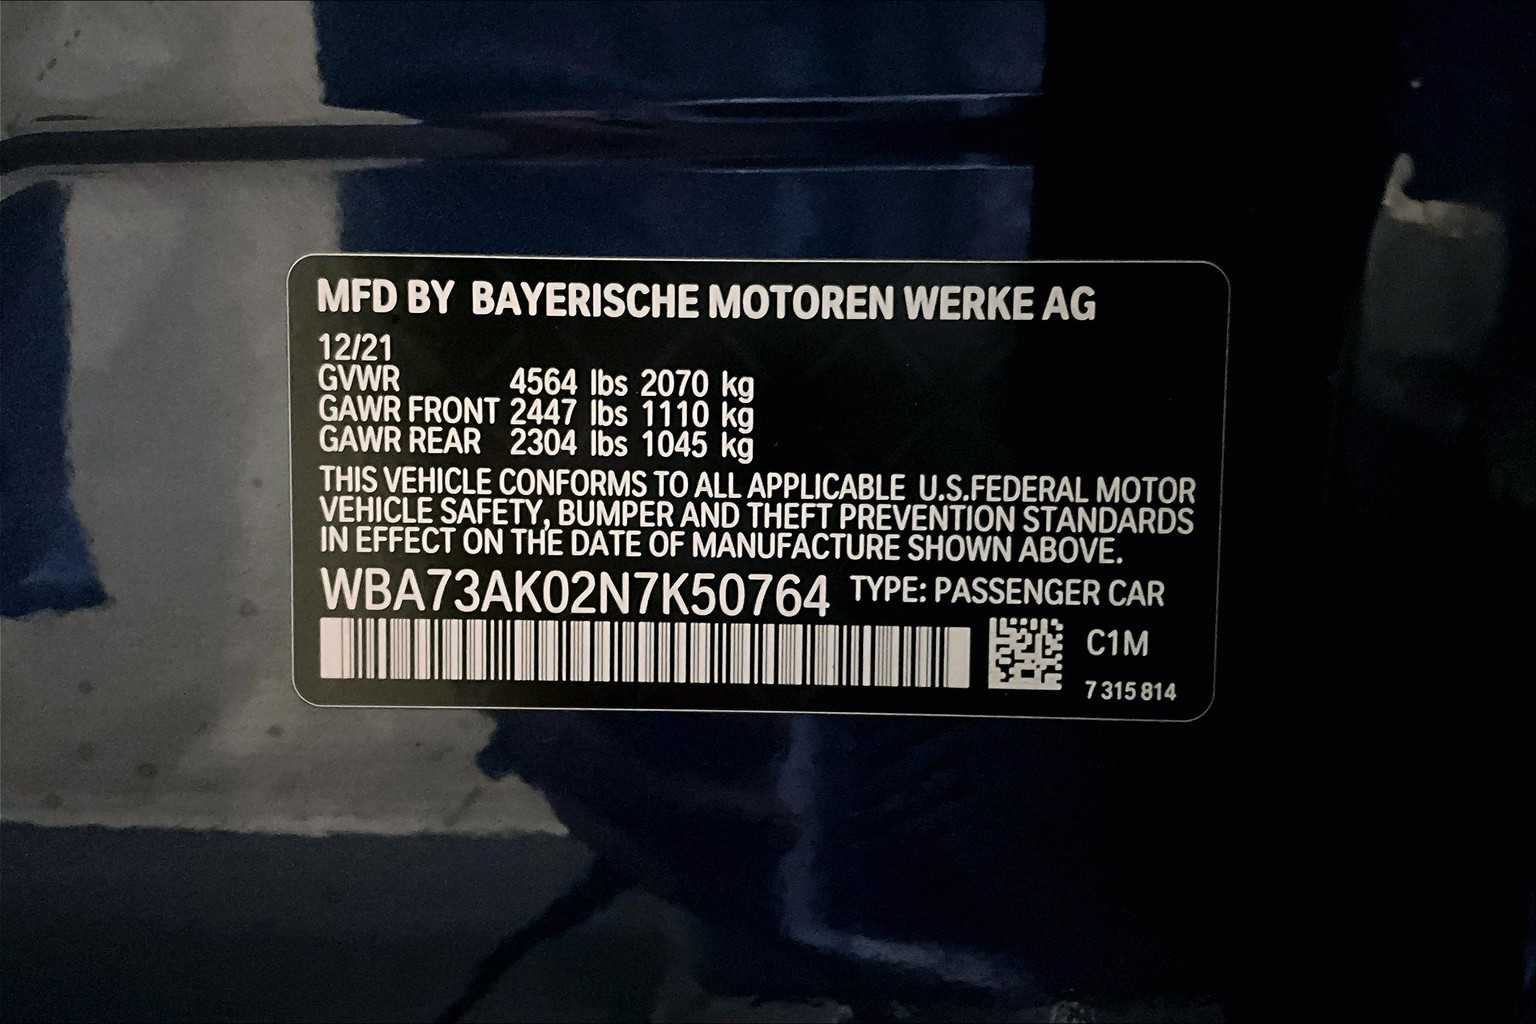 MFD BY BAYERISCHE MOTOREN WERKE AG
12/21
GVWR 4564 lbs 2070 kg
GAWR FRONT 2447 lbs 1110 kg
GAWR REAR 2304 lbs 1045 kg
THIS VEHICLE CONFORMS TO ALL APPLICABLE U.S.FEDERAL MOTOR
VEHICLE SAFETY, BUMPER AND THEFT PREVENTION STANDARDS
IN EFFECT ON THE DATE OF MANUFACTURE SHOWN ABOVE.
WBA73AK02N7K50764 TYPE: PASSENGER CAR
C1M
7 315 814